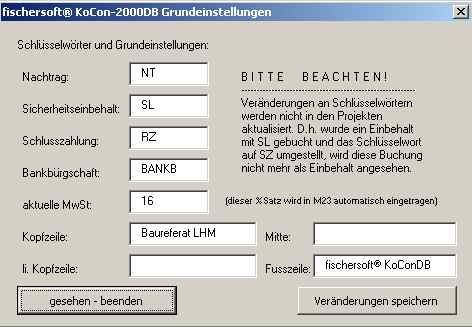 fischersoft® KoCon-2000DB Grundeinstellungen
Schlüsselwörter und Grundeinstellungen:
Nachtrag: NT
Sicherheitseinbehalt: SL
Schlusszahlung: RZ
Bankbürgschaft: BANKB
aktuelle MwSt: 16
BITTE BEACHTEN!
Veränderungen an Schlüsselwörtern
werden nicht in den Projekten
aktualisiert. D.h. wurde ein Einbehalt
mit SL gebucht und das Schlüsselwort
auf SZ umgestellt, wird diese Buchung
nicht mehr als Einbehalt angesehen.
(dieser %Satz wird in M23 automatisch eingetragen)
Kopfzeile: Baureferat LHM Mitte:
li. Kopfzeile: Fusszeile: fischersoft® KoConDB
gesehen - beenden Veränderungen speichern